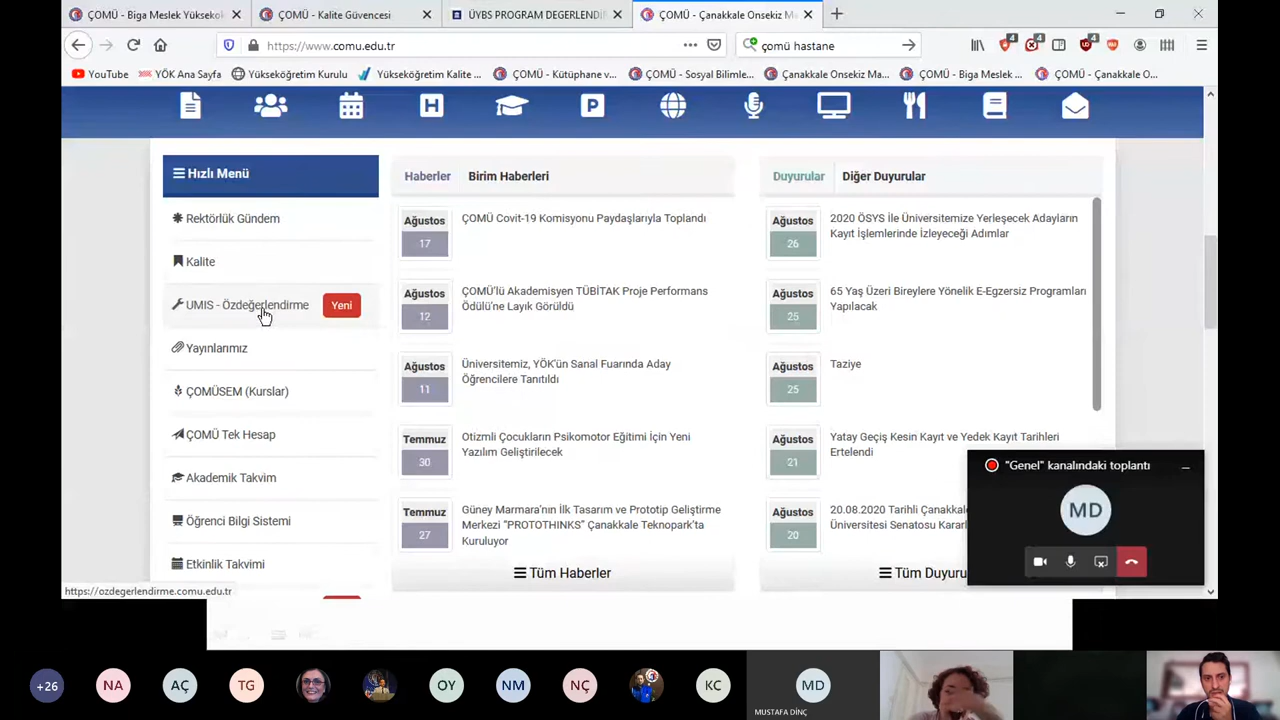 ÇOMÜ - Biga Meslek Yüksekok
ÇOMÜ - Kalite Güvencesi
ÜYBS PROGRAM DEGERLENDİR
ÇOMÜ - Çanakkale Onsekiz M
https://www.comu.edu.tr
çomü hastane
4
4
4
YouTube
YÖK Ana Sayfa
Yükseköğretim Kurulu
Yükseköğretim Kalite ...
ÇOMÜ - Kütüphane v...
ÇOMÜ - Sosyal Bilimle...
Çanakkale Onsekiz Ma...
ÇOMÜ - Biga Meslek ...
ÇOMÜ - Çanakkale O...
H
P
Hızlı Menü
Rektörlük Gündem
Kalite
UMIS - Özdeğerlendirme
Yeni
Yayınlarımız
ÇOMÜSEM (Kurslar)
ÇOMÜ Tek Hesap
Akademik Takvim
Öğrenci Bilgi Sistemi
Etkinlik Takvimi
Haberler
Birim Haberleri
Ağustos
17
ÇOMÜ Covit-19 Komisyonu Paydaşlarıyla Toplandı
Ağustos
12
ÇOMÜ'lü Akademisyen TÜBİTAK Proje Performans
Ödülü'ne Layık Görüldü
Ağustos
11
Üniversitemiz, YÖK'ün Sanal Fuarında Aday
Öğrencilere Tanıtıldı
Temmuz
30
Otizmli Çocukların Psikomotor Eğitimi İçin Yeni
Yazılım Geliştirilecek
Temmuz
27
Güney Marmara'nın İlk Tasarım ve Prototip Geliştirme
Merkezi "PROTOTHINKS" Çanakkale Teknopark'ta
Kuruluyor
Tüm Haberler
Duyurular
Diğer Duyurular
Ağustos
26
2020 ÖSYS İle Üniversitemize Yerleşecek Adayların
Kayıt İşlemlerinde İzleyeceği Adımlar
Ağustos
25
65 Yaş Üzeri Bireylere Yönelik E-Egzersiz Programları
Yapılacak
Ağustos
25
Taziye
Ağustos
21
Yatay Geçiş Kesin Kayıt ve Yedek Kayıt Tarihleri
Ertelendi
Ağustos
20
20.08.2020 Tarihli Çanakkal
Üniversitesi Senatosu Kararl
Tüm Duyuru
"Genel" kanalındaki toplantı
MD
https://ozdegerlendirme.comu.edu.tr
+26
NA
AÇ
TG
OY
NM
NÇ
KC
MD
MUSTAFA DİNÇ